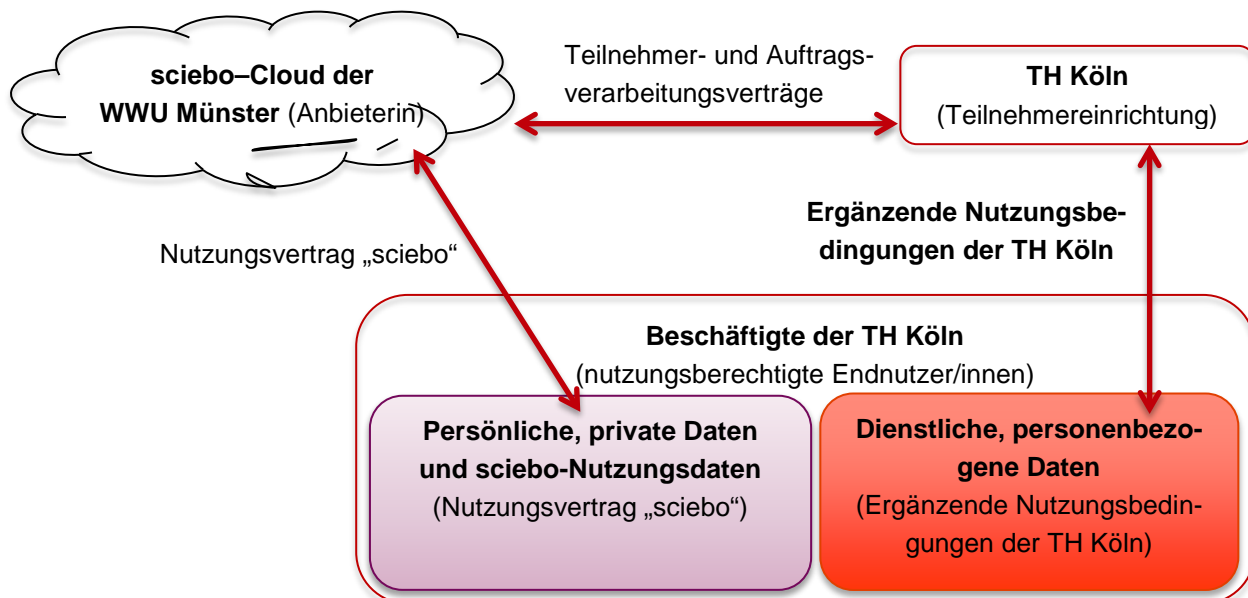 sciebo–Cloud der
WWU Münster (Anbieterin)
Teilnehmer- und Auftrags-
verarbeitungsverträge
TH Köln
(Teilnehmereinrichtung)
Nutzungsvertrag „sciebo“
Ergänzende Nutzungsbe-
dingungen der TH Köln
Beschäftigte der TH Köln
(nutzungsberechtigte Endnutzer/innen)
Persönliche, private Daten
und sciebo-Nutzungsdaten
(Nutzungsvertrag „sciebo“)
Dienstliche, personenbezo-
gene Daten
(Ergänzende Nutzungsbedin-
gungen der TH Köln)